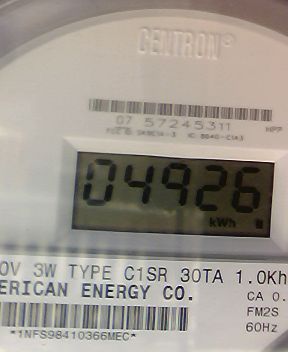 CENTRON®
07 57245311 HPP
04926
kWh
0V 3W TYPE C1SR 30TA 1.0Kh
ERICAN ENERGY CO. CA 0.
FM2S
*1NFS98410366MEC* 60Hz